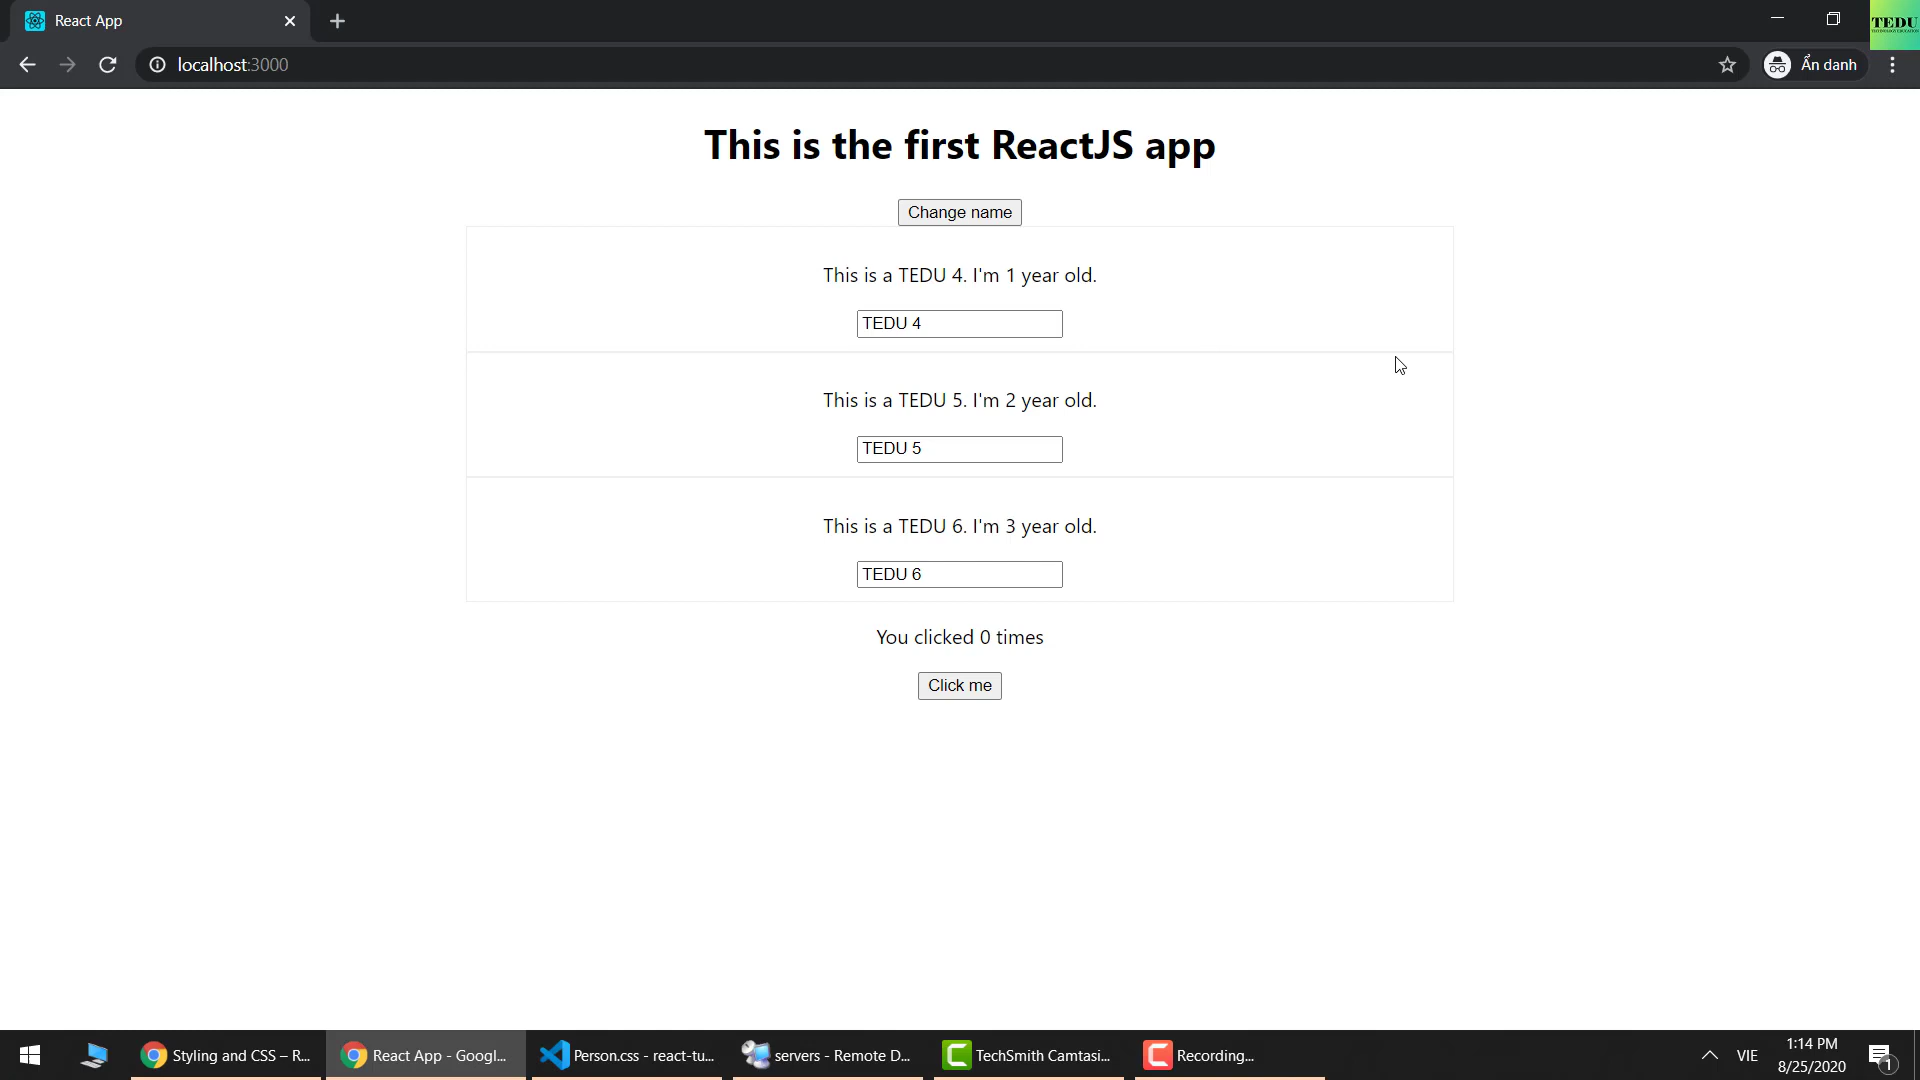 React App
TEDU
localhost:3000
Ẩn danh
This is the first ReactJS app
Change name
This is a TEDU 4. I'm 1 year old.
TEDU 4
This is a TEDU 5. I'm 2 year old.
TEDU 5
This is a TEDU 6. I'm 3 year old.
TEDU 6
You clicked 0 times
Click me
Styling and CSS – R...
React App - Googl...
Person.css - react-tu...
servers - Remote D...
TechSmith Camtasi...
Recording...
VIE
1:14 PM
8/25/2020
1